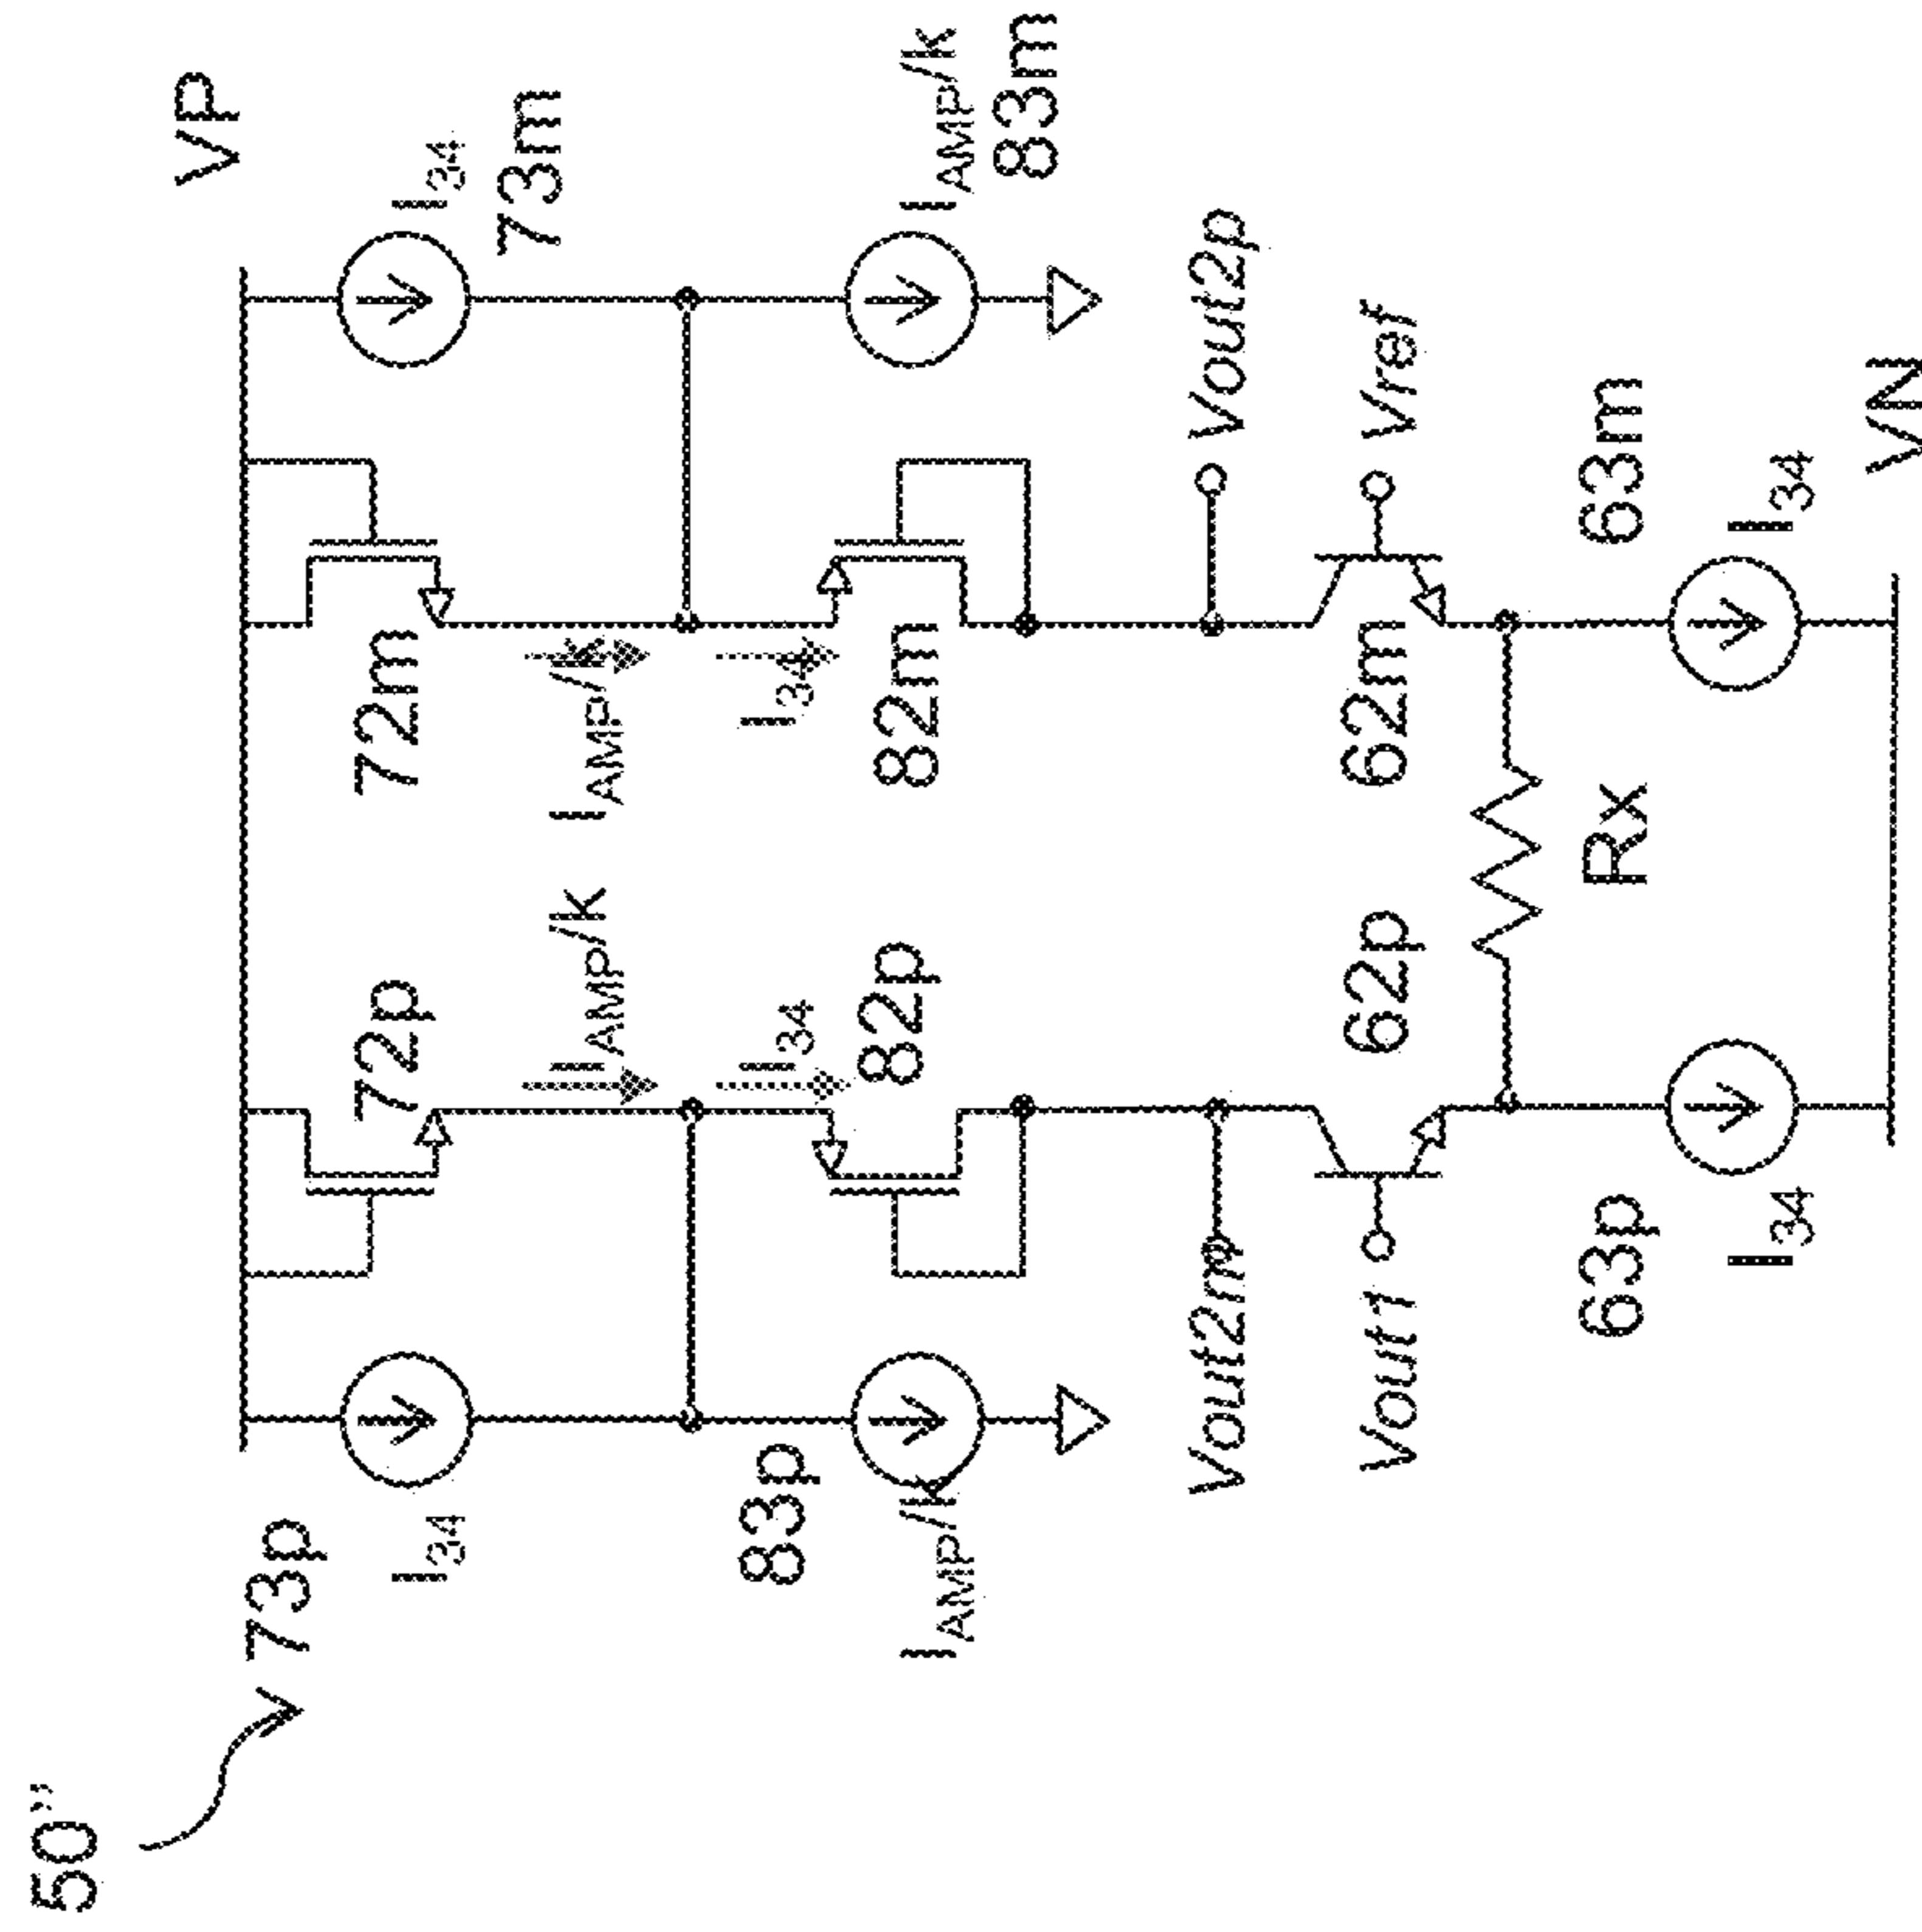 50”
73p
I34
83p
IAMP/k
Vout2m
Vout1
63p
I34
72p
IAMP/k
I34
82p
62p
Rx
72m
IAMP/k
I34
82m
62m
63m
I34
VN
VP
I34
73m
IAMP/k
83m
Vout2p
Vref